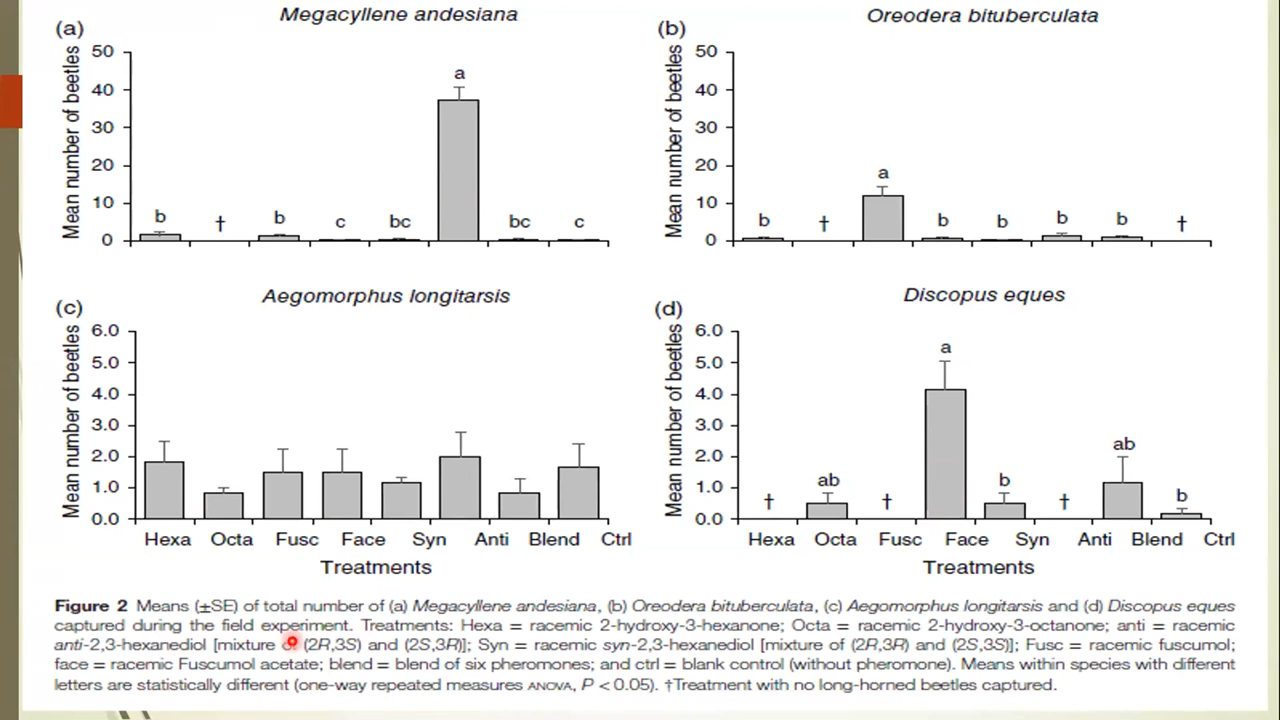 Megacyllene andesiana
Oreodera bituberculata
(a)
(b)
Mean number of beetles
50
40
30
20
10
0
b
†
b
c
bc
a
bc
c
Mean number of beetles
50
40
30
20
10
0
b
†
a
b
b
b
b
†
Aegomorphus longitarsis
Discopus eques
(c)
(d)
Mean number of beetles
6.0
5.0
4.0
3.0
2.0
1.0
0.0
Hexa Octa Fusc Face Syn Anti Blend Ctrl
Treatments
Mean number of beetles
6.0
5.0
4.0
3.0
2.0
1.0
0.0
†
ab
†
a
b
†
ab
b
Hexa Octa Fusc Face Syn Anti Blend Ctrl
Treatments
Figure 2 Means (±SE) of total number of (a) Megacyllene andesiana, (b) Oreodera bituberculata, (c) Aegomorphus longitarsis and (d) Discopus eques
captured during the field experiment. Treatments: Hexa = racemic 2-hydroxy-3-hexanone; Octa = racemic 2-hydroxy-3-octanone; anti = racemic
anti-2,3-hexanediol [mixture (2R,3S) and (2S,3R)]; Syn = racemic syn-2,3-hexanediol [mixture of (2R,3R) and (2S,3S)]; Fusc = racemic fuscumol;
face = racemic Fuscumol acetate; blend = blend of six pheromones; and ctrl = blank control (without pheromone). Means within species with different
letters are statistically different (one-way repeated measures ANOVA, P < 0.05). †Treatment with no long-horned beetles captured.